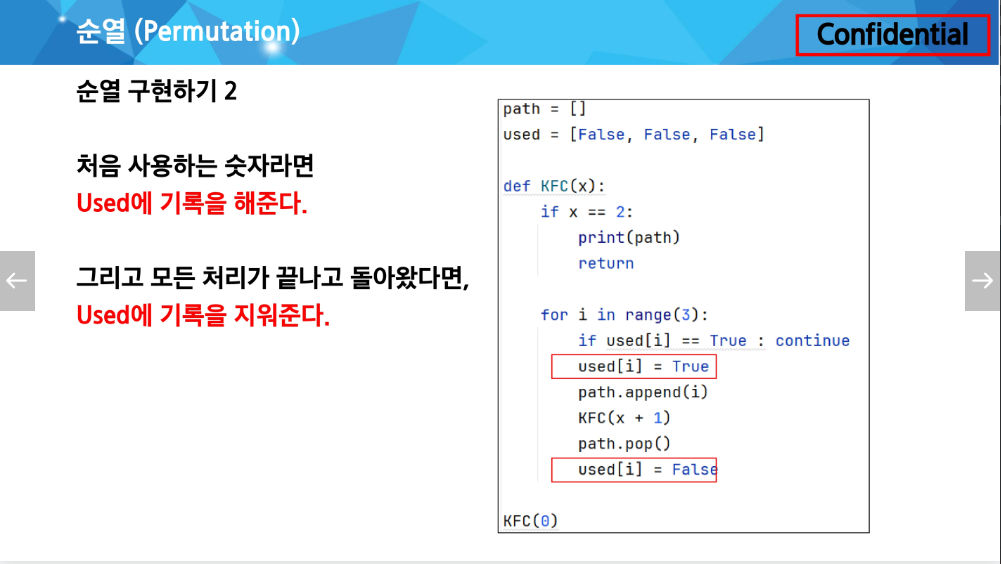 순열 (Permutation)
Confidential
순열 구현하기 2
처음 사용하는 숫자라면
Used에 기록을 해준다.
그리고 모든 처리가 끝나고 돌아왔다면,
Used에 기록을 지워준다.
path = []
used = [False, False, False]
def KFC(x):
    if x == 2:
        print(path)
        return
    for i in range(3):
        if used[i] == True : continue
        used[i] = True
        path.append(i)
        KFC(x + 1)
        path.pop()
        used[i] = False
KFC(0)